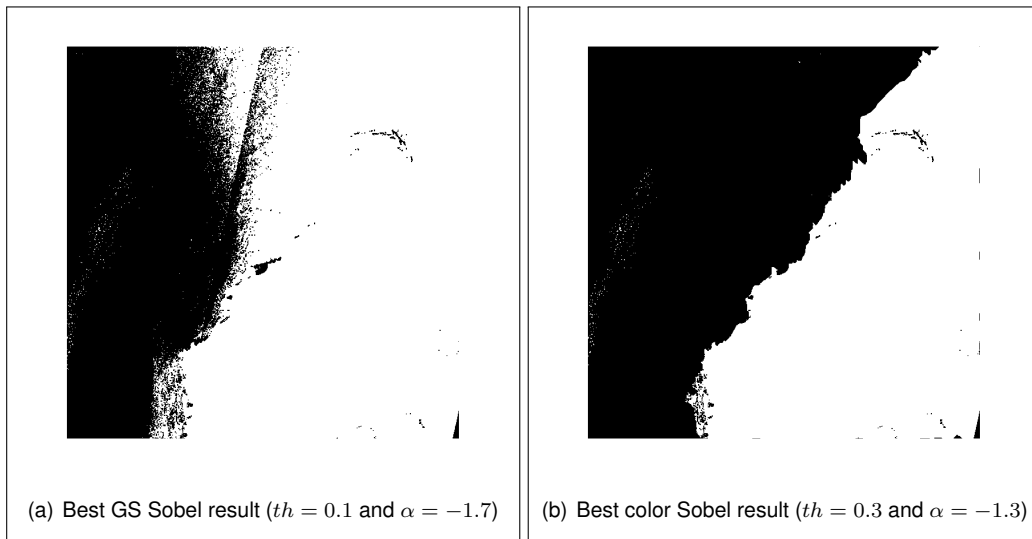 (a) Best GS Sobel result (th = 0.1 and α = −1.7)
(b) Best color Sobel result (th = 0.3 and α = −1.3)